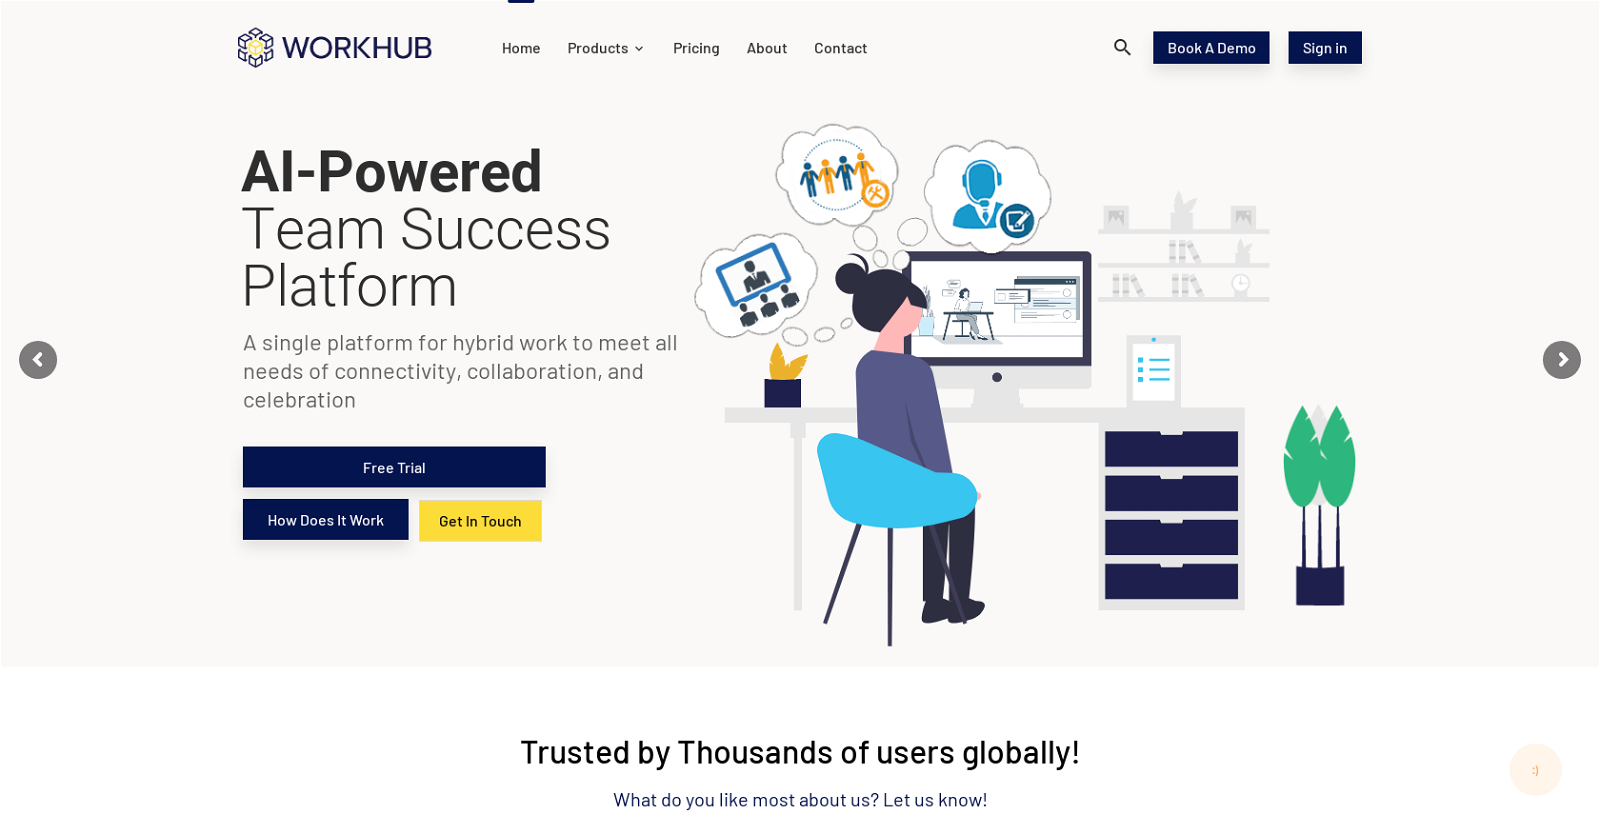 WORKHUB
Home Products Pricing About Contact
Book A Demo Sign in
AI-Powered
Team Success
Platform
A single platform for hybrid work to meet all
needs of connectivity, collaboration, and
celebration
Free Trial
How Does It Work Get In Touch
Trusted by Thousands of users globally!
What do you like most about us? Let us know!
:)